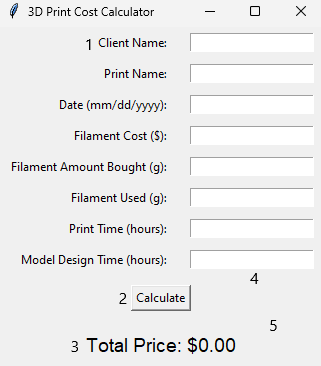 3D Print Cost Calculator
1 Client Name:
Print Name:
Date (mm/dd/yyyy):
Filament Cost ($):
Filament Amount Bought (g):
Filament Used (g):
Print Time (hours):
Model Design Time (hours):
4
2 Calculate
5
3 Total Price: $0.00